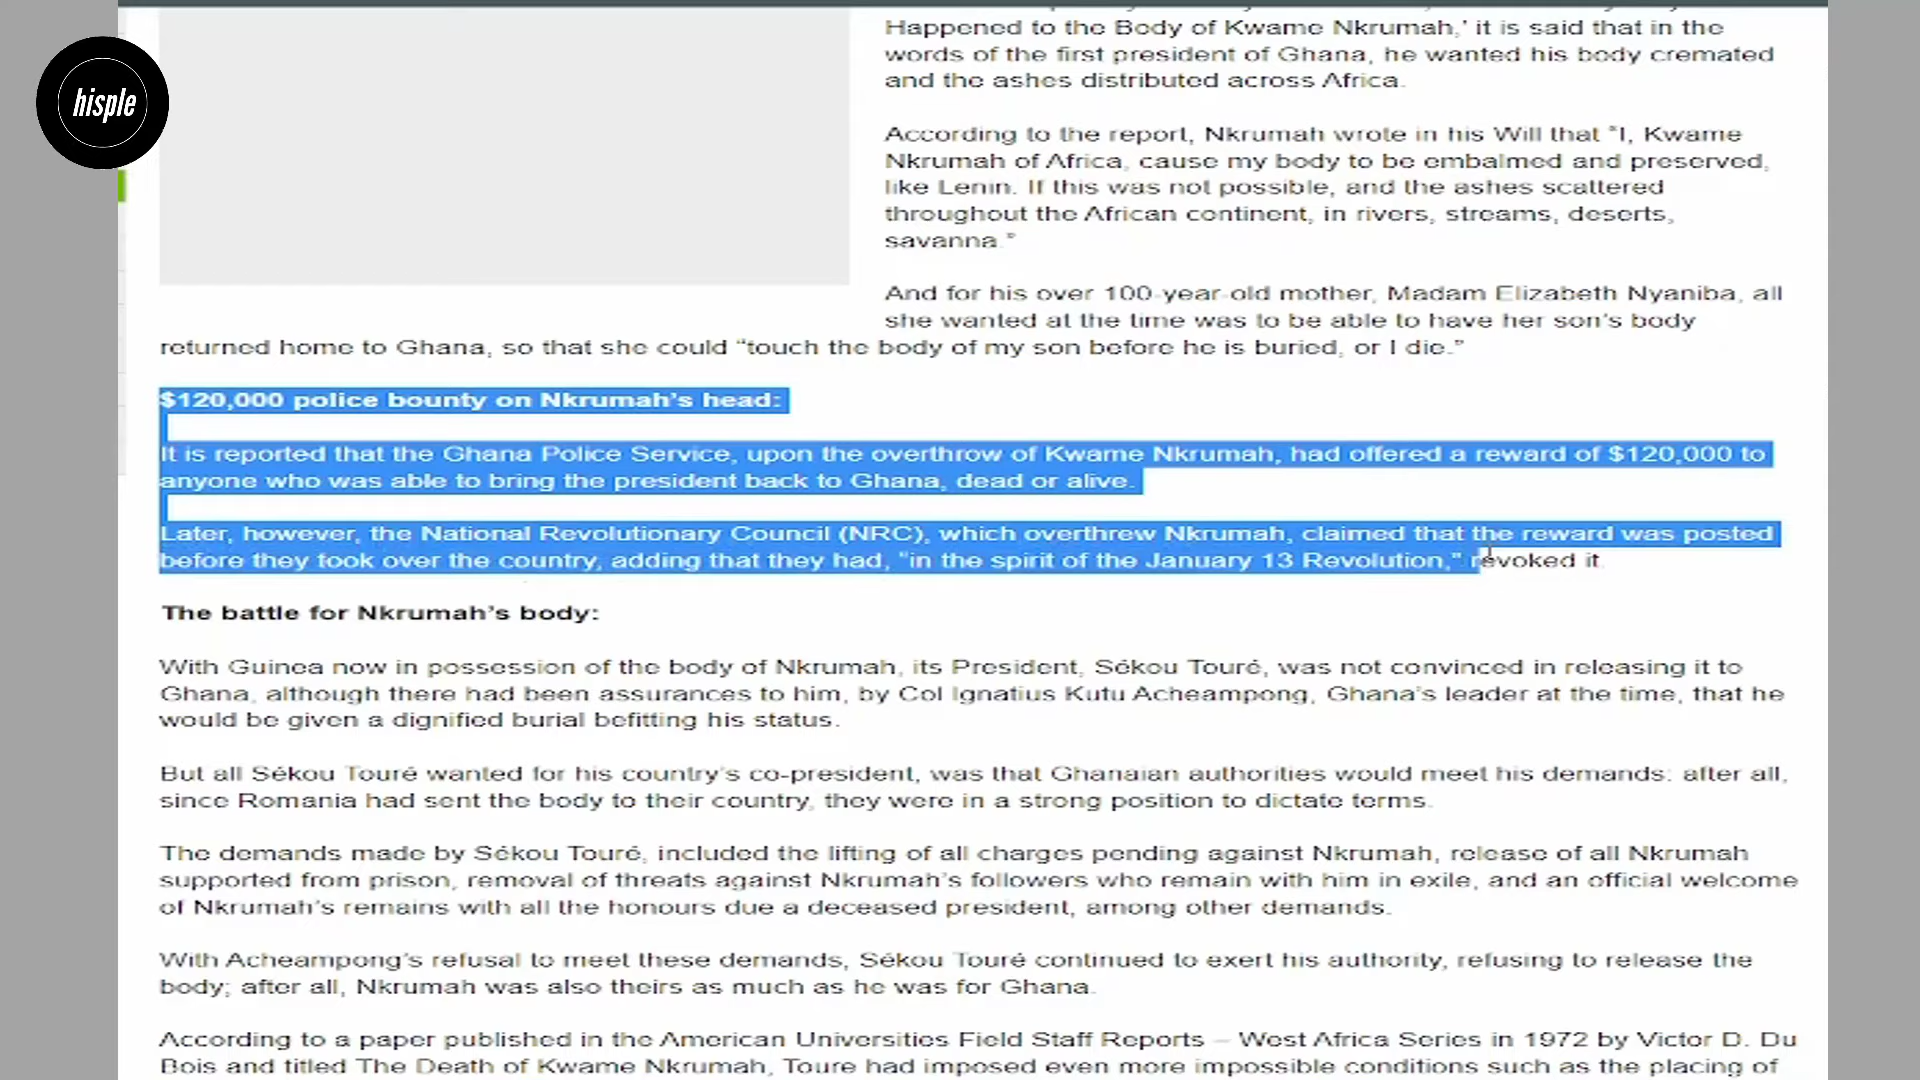 hisple
Happened to the Body of Kwame Nkrumah,' it is said that in the
words of the first president of Ghana, he wanted his body cremated
and the ashes distributed across Africa.
According to the report, Nkrumah wrote in his Will that "I, Kwame
Nkrumah of Africa, cause my body to be embalmed and preserved,
like Lenin. If this was not possible, and the ashes scattered
throughout the African continent, in rivers, streams, deserts,
savanna."
And for his over 100-year-old mother, Madam Elizabeth Nyaniba, all
she wanted at the time was to be able to have her son's body
returned home to Ghana, so that she could "touch the body of my son before he is buried, or I die."
$120,000 police bounty on Nkrumah's head:
It is reported that the Ghana Police Service, upon the overthrow of Kwame Nkrumah, had offered a reward of $120,000 to
anyone who was able to bring the president back to Ghana, dead or alive.
Later, however, the National Revolutionary Council (NRC), which overthrew Nkrumah, claimed that the reward was posted
before they took over the country, adding that they had, "in the spirit of the January 13 Revolution," revoked it.
The battle for Nkrumah's body:
With Guinea now in possession of the body of Nkrumah, its President, Sékou Touré, was not convinced in releasing it to
Ghana, although there had been assurances to him, by Col Ignatius Kutu Acheampong, Ghana's leader at the time, that he
would be given a dignified burial befitting his status.
But all Sékou Touré wanted for his country's co-president, was that Ghanaian authorities would meet his demands: after all,
since Romania had sent the body to their country, they were in a strong position to dictate terms.
The demands made by Sékou Touré, included the lifting of all charges pending against Nkrumah, release of all Nkrumah
supported from prison, removal of threats against Nkrumah's followers who remain with him in exile, and an official welcome
of Nkrumah's remains with all the honours due a deceased president, among other demands.
With Acheampong's refusal to meet these demands, Sékou Touré continued to exert his authority, refusing to release the
body; after all, Nkrumah was also theirs as much as he was for Ghana.
According to a paper published in the American Universities Field Staff Reports – West Africa Series in 1972 by Victor D. Du
Bois and titled The Death of Kwame Nkrumah, Toure had imposed even more impossible conditions such as the placing of